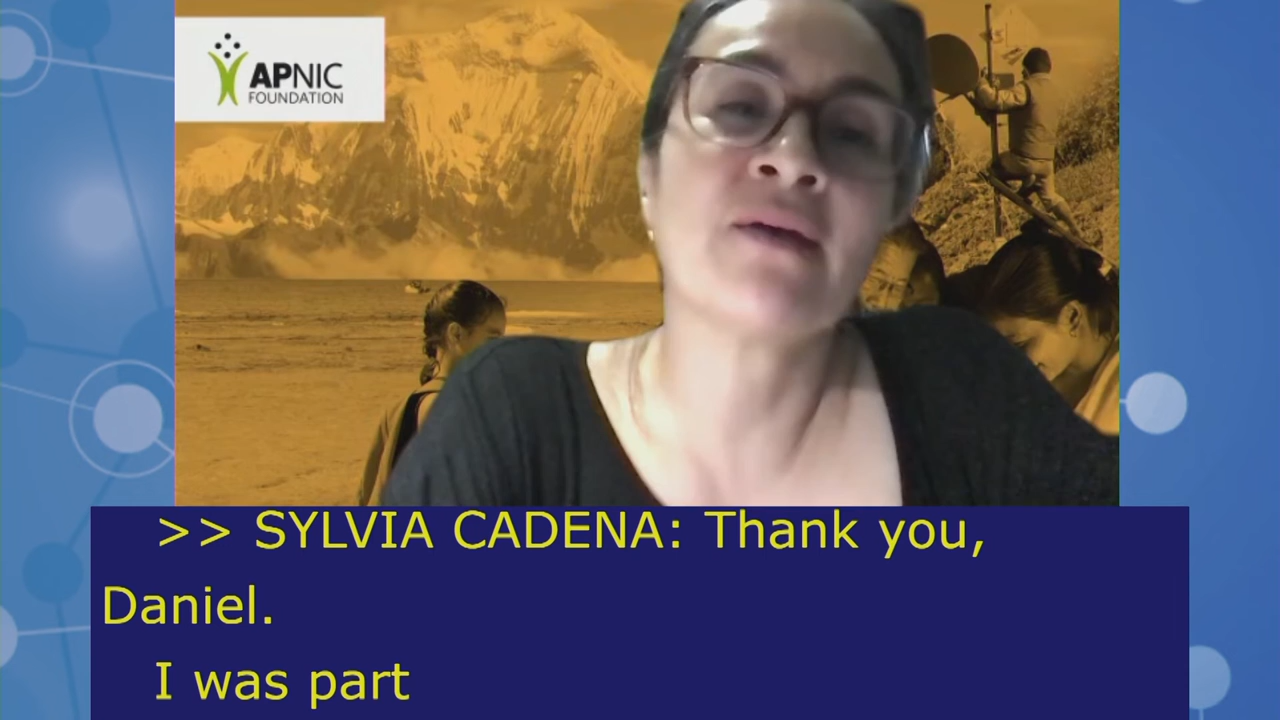 APNIC
FOUNDATION
>> SYLVIA CADENA: Thank you,
Daniel.
I was part